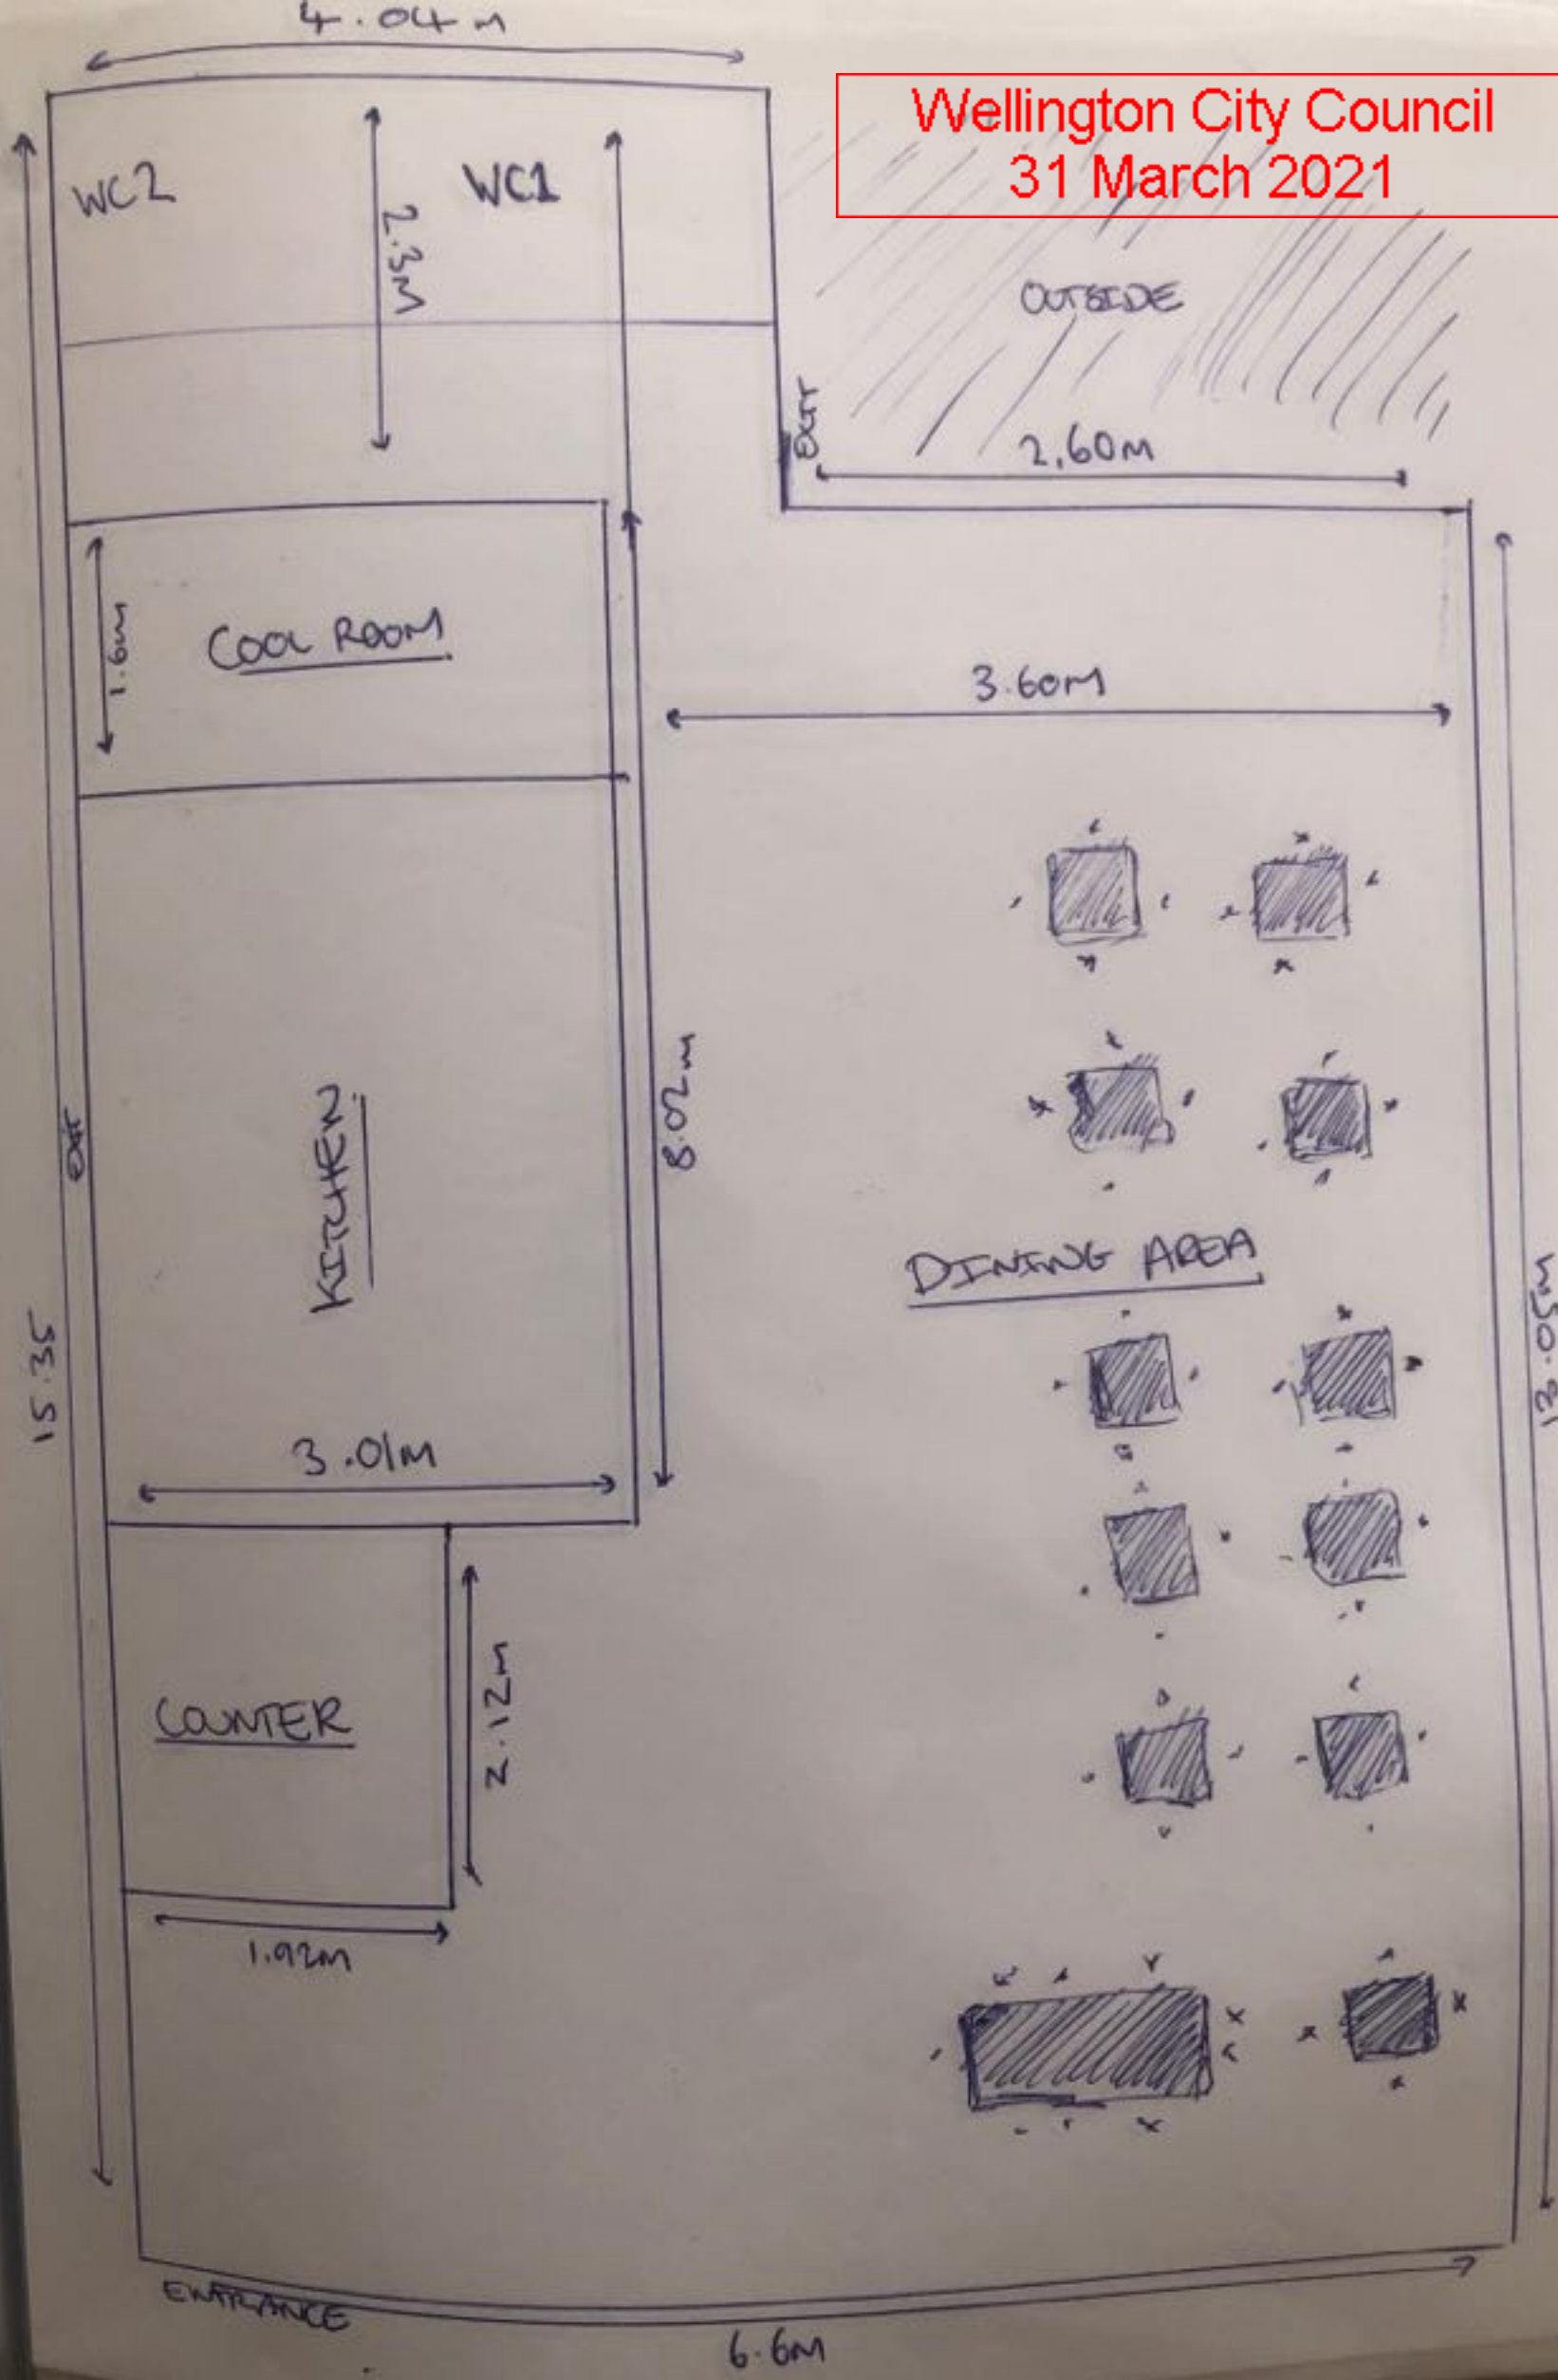 4.04m
Wellington City Council
31 March 2021
WC2
WC1
2.3M
OUTSIDE
EXIT
2.60M
1.6m
COOL ROOM
3.60M
KITCHEN
8.02m
EXIT
DINING AREA
15.35
13.05m
3.01M
COUNTER
2.12m
1.92m
ENTRANCE
6.6M